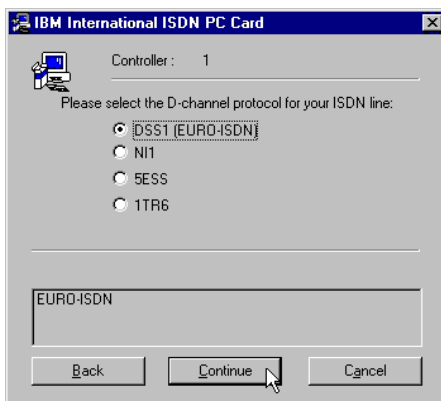 IBM International ISDN PC Card
Controller : 1
Please select the D-channel protocol for your ISDN line:
DSS1 (EURO-ISDN)
NI1
5ESS
1TR6
EURO-ISDN
Back Continue Cancel